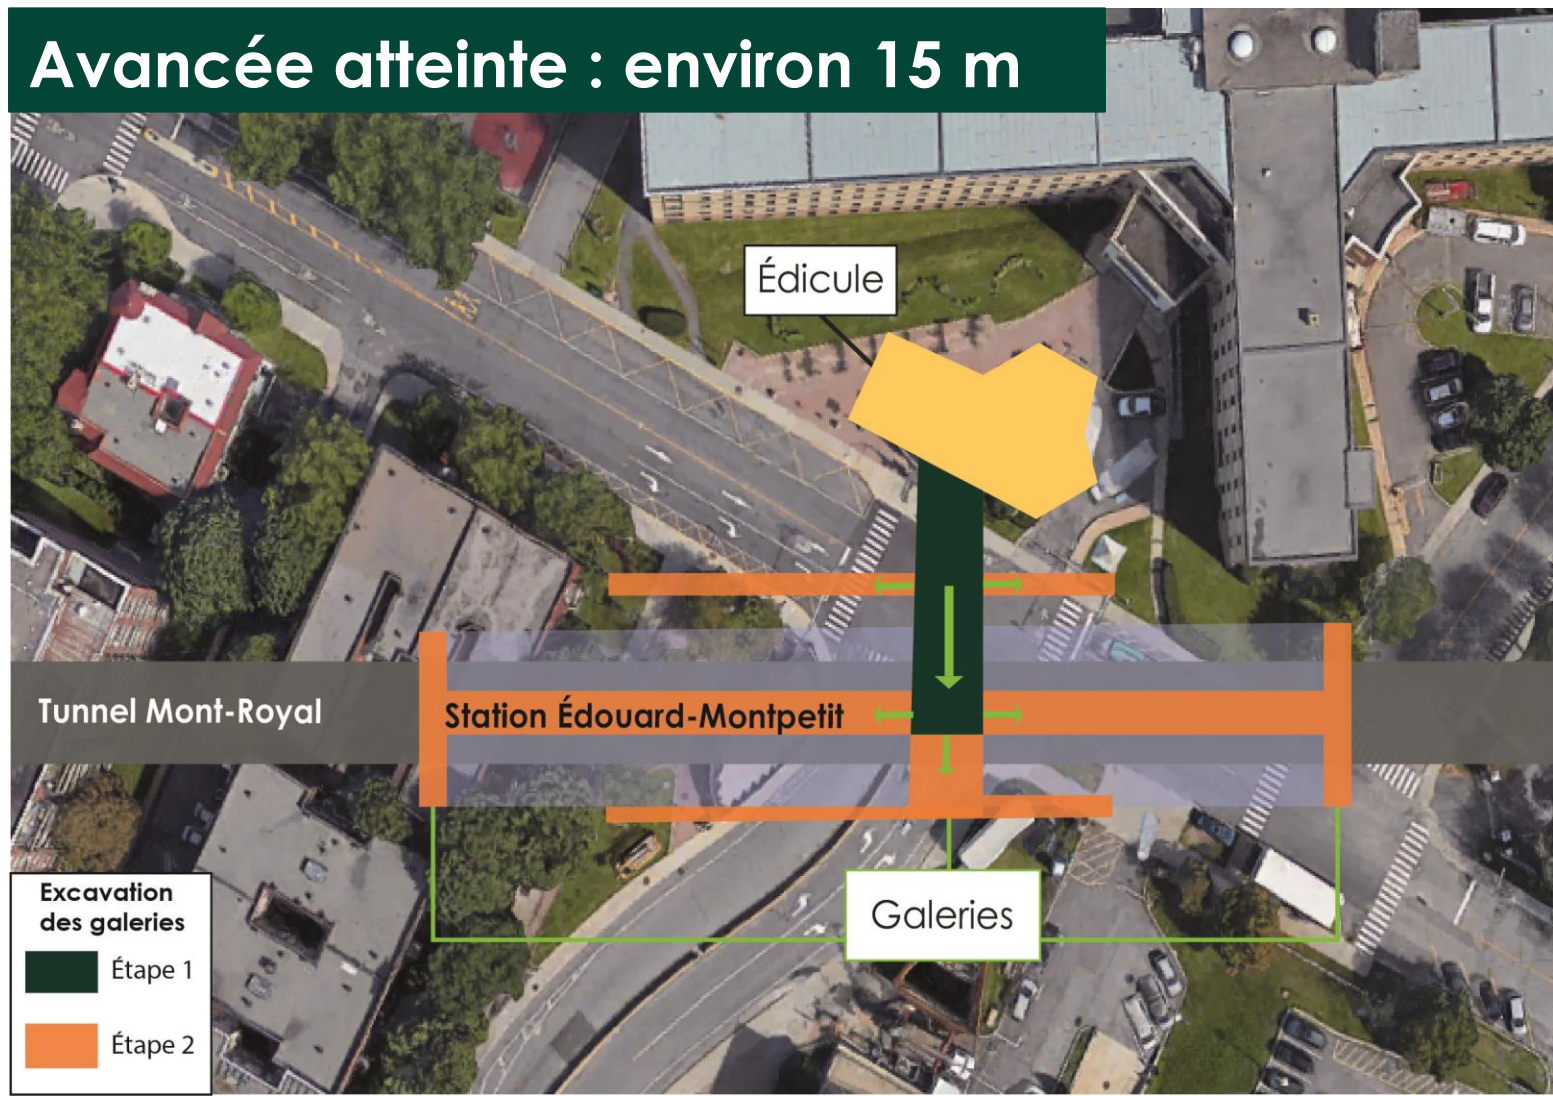 Avancée atteinte : environ 15 m
Édicule
Tunnel Mont-Royal
Station Édouard-Montpetit
Galeries
Excavation
des galeries
Étape 1
Étape 2